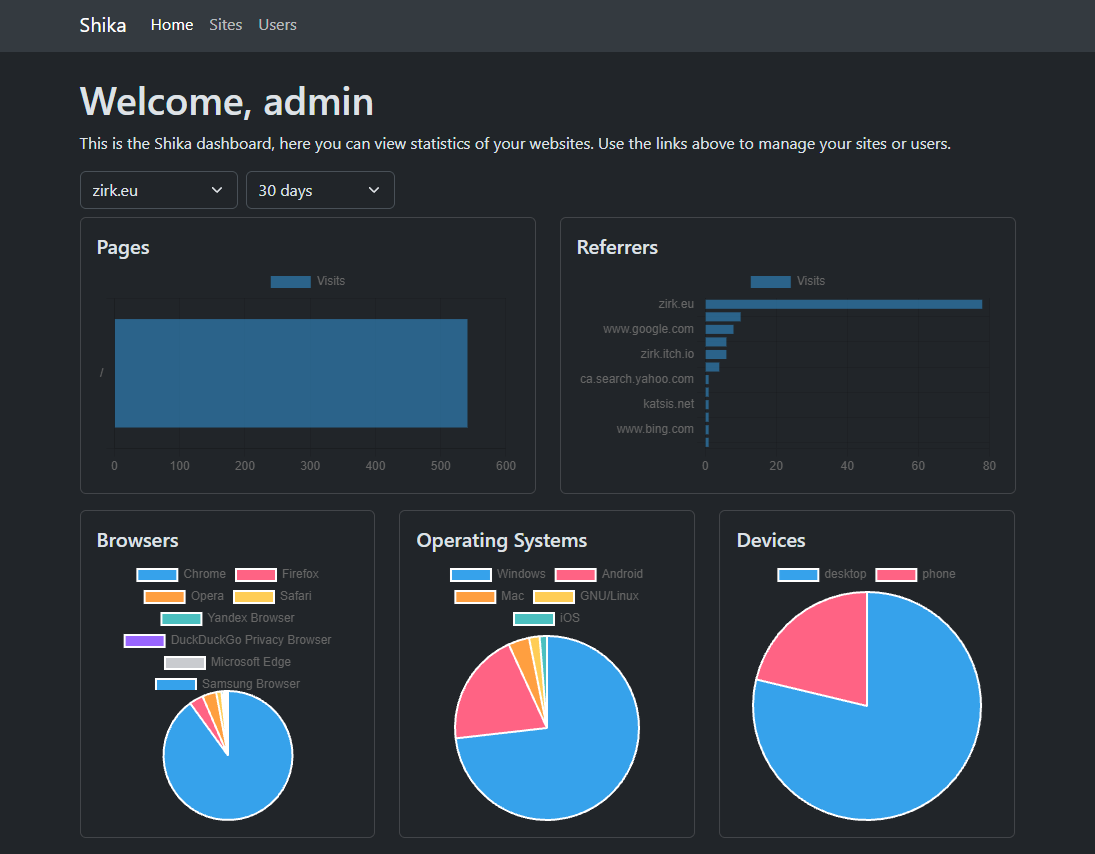 Shika Home Sites Users
Welcome, admin
This is the Shika dashboard, here you can view statistics of your websites. Use the links above to manage your sites or users.
zirk.eu 30 days
Pages
Visits
/
0 100 200 300 400 500 600
Referrers
Visits
zirk.eu
www.google.com
zirk.itch.io
ca.search.yahoo.com
katsis.net
www.bing.com
0 20 40 60 80
Browsers
Chrome Firefox
Opera Safari
Yandex Browser
DuckDuckGo Privacy Browser
Microsoft Edge
Samsung Browser
Operating Systems
Windows Android
Mac GNU/Linux
iOS
Devices
desktop phone